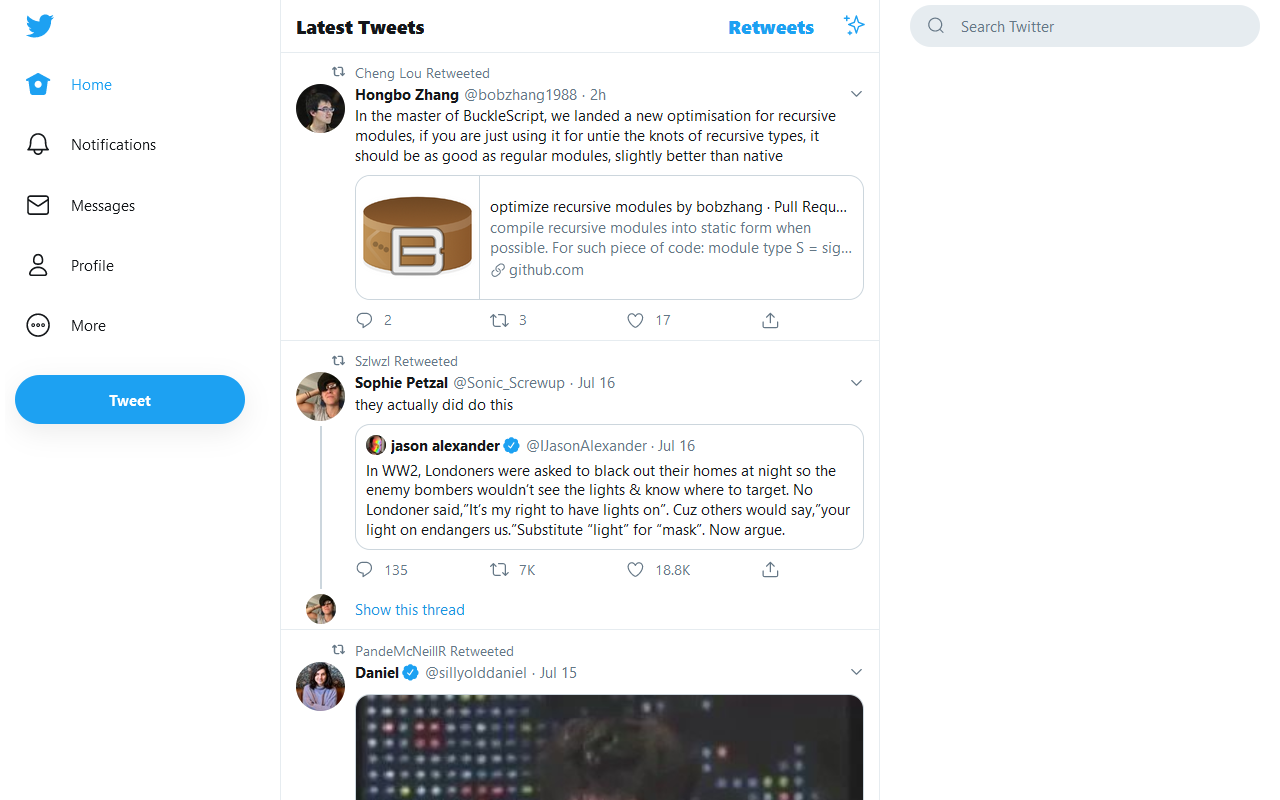 Latest Tweets
Retweets
Search Twitter
Home
Notifications
Messages
Profile
More
Tweet
Cheng Lou Retweeted
Hongbo Zhang @bobzhang1988 · 2h
In the master of BuckleScript, we landed a new optimisation for recursive
modules, if you are just using it for untie the knots of recursive types, it
should be as good as regular modules, slightly better than native
B
optimize recursive modules by bobzhang · Pull Requ...
compile recursive modules into static form when
possible. For such piece of code: module type S = sig...
github.com
2 3 17
Szlwzl Retweeted
Sophie Petzal @Sonic_Screwup · Jul 16
they actually did do this
jason alexander @IJasonAlexander · Jul 16
In WW2, Londoners were asked to black out their homes at night so the
enemy bombers wouldn’t see the lights & know where to target. No
Londoner said,”It’s my right to have lights on”. Cuz others would say,”your
light on endangers us.”Substitute “light” for “mask”. Now argue.
135 7K 18.8K
Show this thread
PandeMcNeillR Retweeted
Daniel @sillyolddaniel · Jul 15